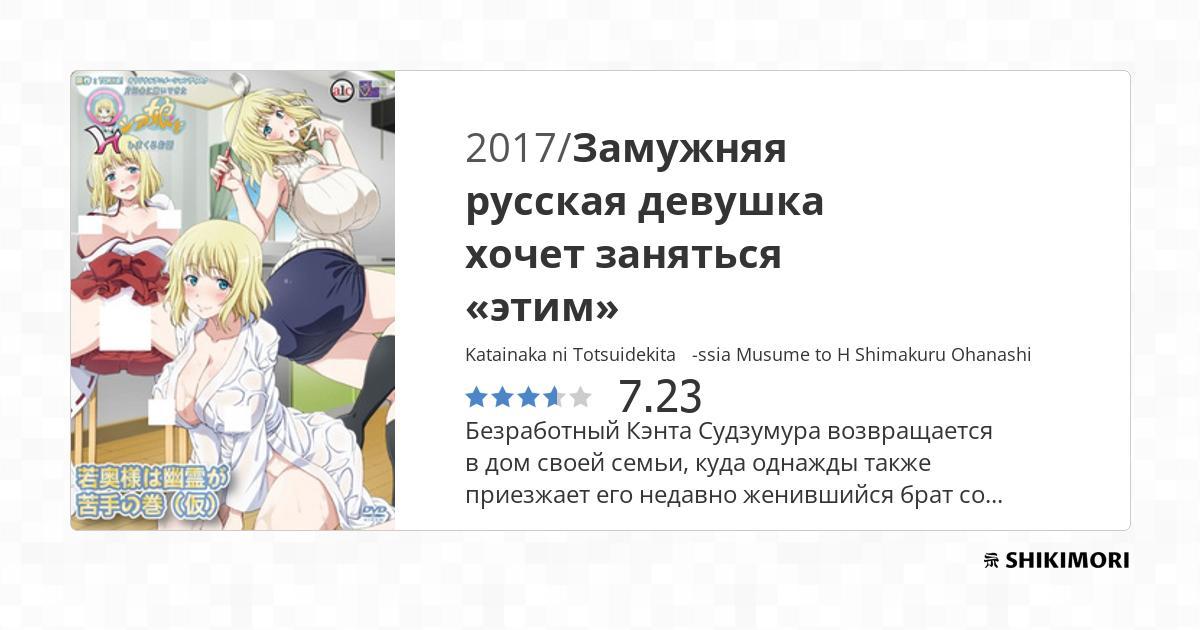 alc
若奥様は幽霊が
苦手の巻(仮)
DVD
2017/Замужняя
русская девушка
хочет заняться
«этим»
Katainaka ni Totsuidekita -ssia Musume to H Shimakuru Ohanashi
7.23
Безработный Кэнта Судзумура возвращается
в дом своей семьи, куда однажды также
приезжает его недавно женившийся брат со...
SHIKIMORI